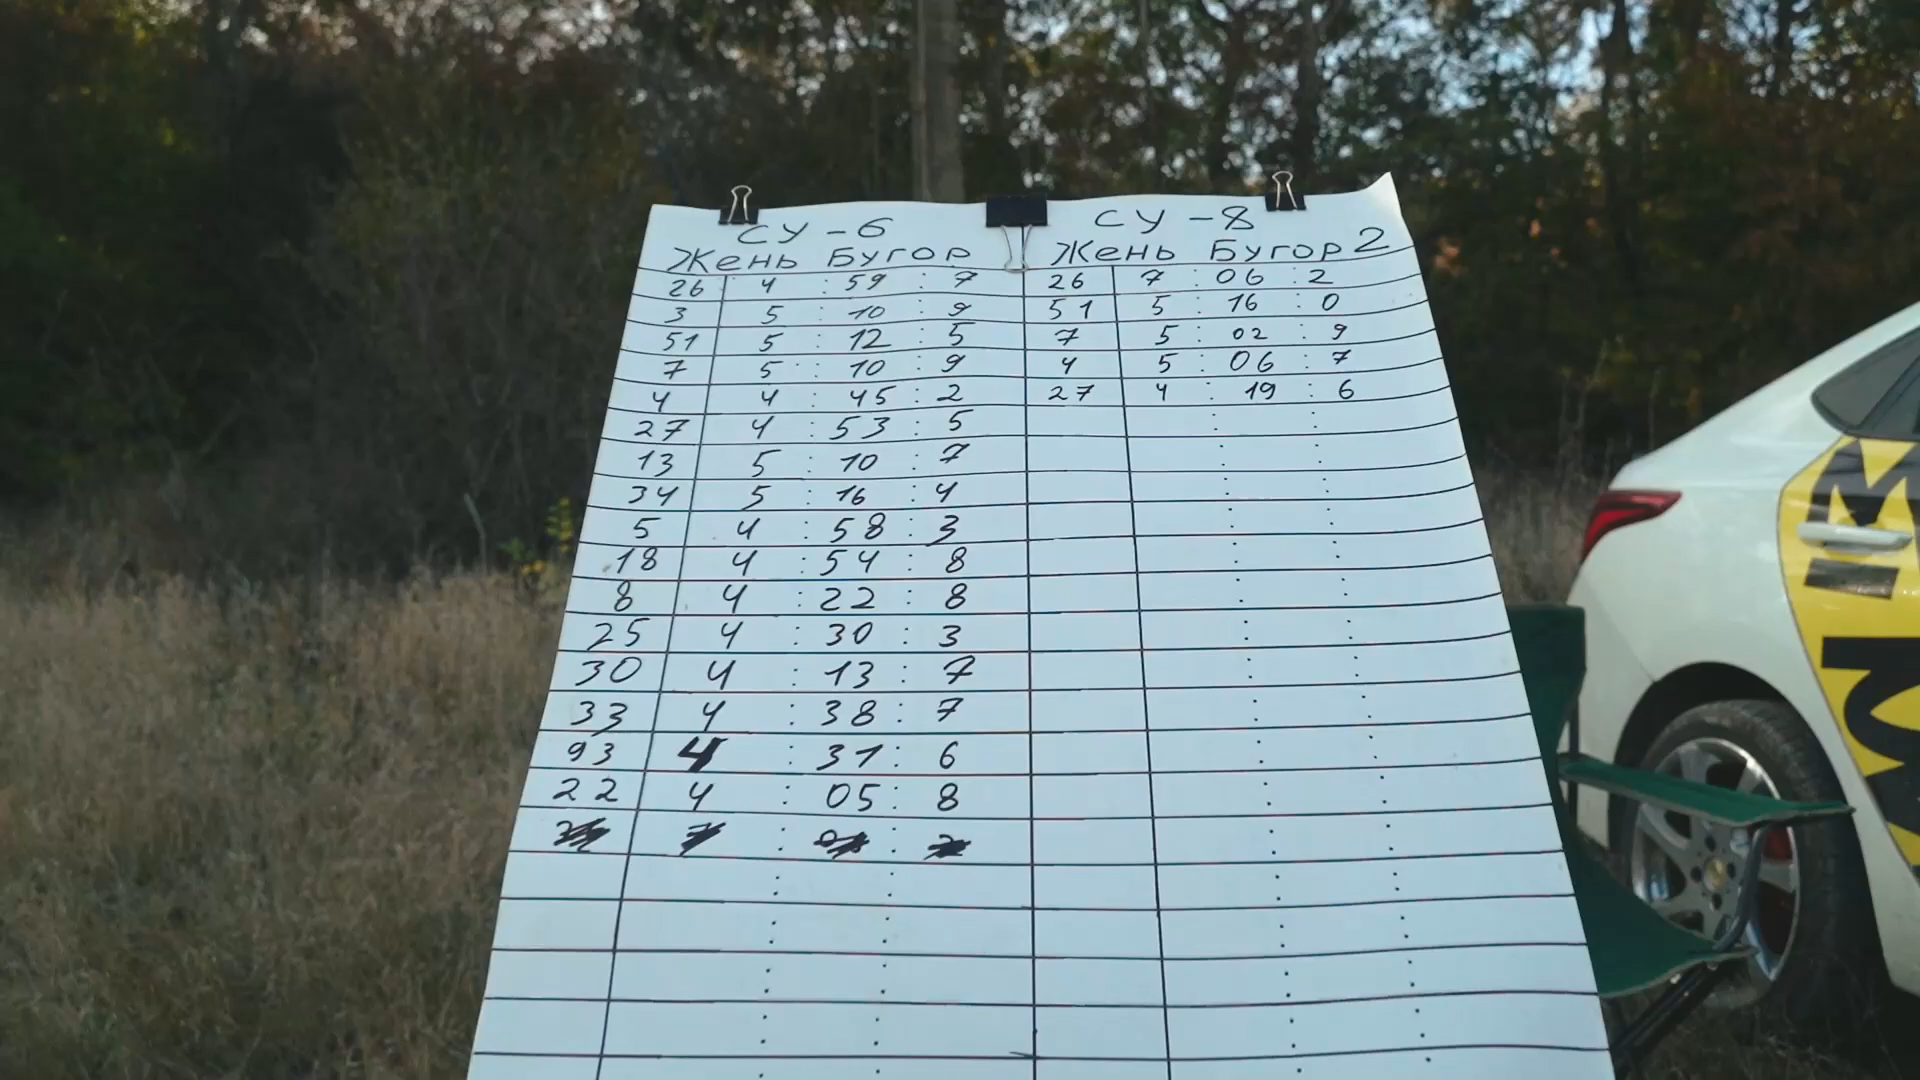 СУ-6
Жень Бугор
26 4 : 59 : 7
3 5 : 10 : 9
51 5 : 12 : 5
7 5 : 10 : 9
4 4 : 45 : 2
27 4 : 53 : 5
13 5 : 10 : 7
34 5 : 16 : 4
5 4 : 58 : 3
18 4 : 54 : 8
8 4 : 22 : 8
25 4 : 30 : 3
30 4 : 13 : 7
33 4 : 38 : 7
93 4 : 31 : 6
22 4 : 05 : 8
СУ-8
Жень Бугор 2
26 7 : 06 : 2
51 5 : 16 : 0
7 5 : 02 : 9
4 5 : 06 : 7
27 4 : 19 : 6